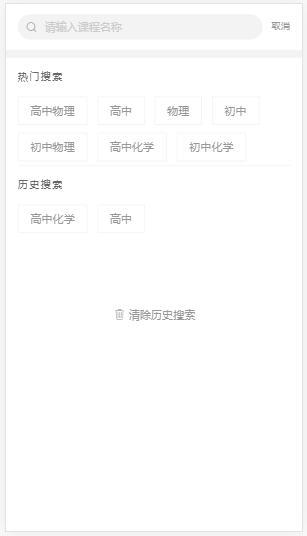 请输入课程名称 取消
热门搜索
高中物理 高中 物理 初中
初中物理 高中化学 初中化学
历史搜索
高中化学 高中
清除历史搜索